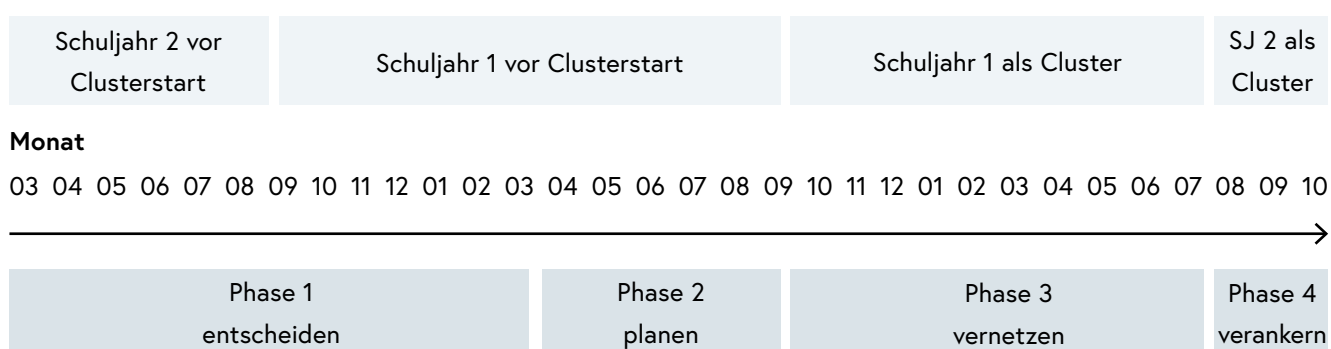 Schuljahr 2 vor
Clusterstart
Schuljahr 1 vor Clusterstart
Schuljahr 1 als Cluster
SJ 2 als
Cluster
Monat
03 04 05 06 07 08 09 10 11 12 01 02 03 04 05 06 07 08 09 10 11 12 01 02 03 04 05 06 07 08 09 10
Phase 1
entscheiden
Phase 2
planen
Phase 3
vernetzen
Phase 4
verankern